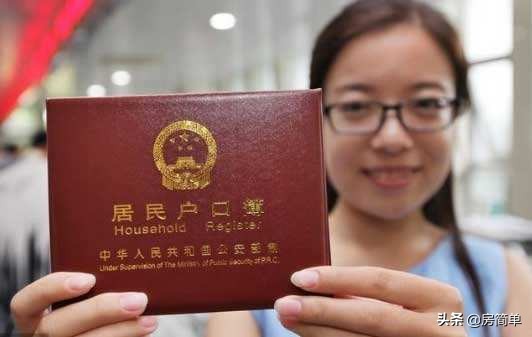 居民户口簿
Household Register
中华人民共和国公安部制
Under Supervision of The Ministry of Public Security of P.R.C.
头条 @房简单